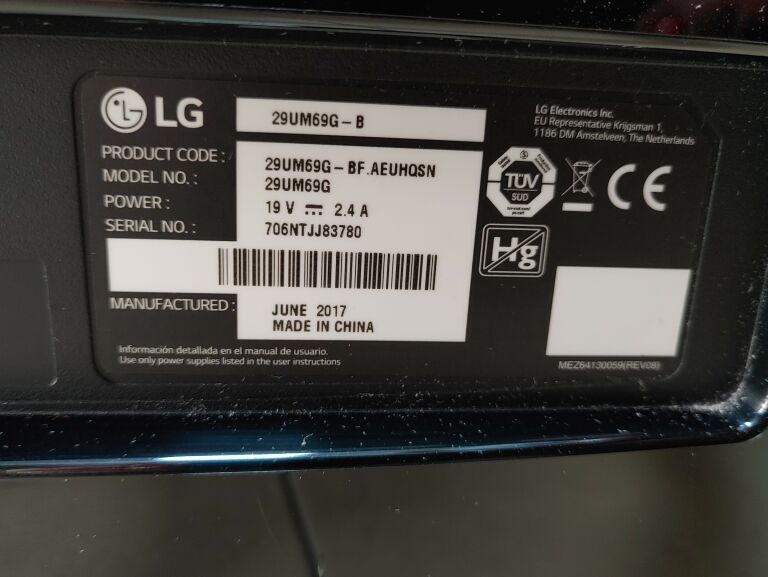 LG
29UM69G-B
LG Electronics Inc.
EU Representative Krijgsman 1,
1186 DM Amstelveen, The Netherlands
PRODUCT CODE : 29UM69G-BF.AEUHQSN
MODEL NO. : 29UM69G
POWER : 19 V 2.4 A
SERIAL NO. : 706NTJJ83780
TÜV
SUD
CE
Hg
MANUFACTURED : JUNE 2017
MADE IN CHINA
Información detallada en el manual de usuario.
Use only power supplies listed in the user instructions
MEZ64130059(REV08)